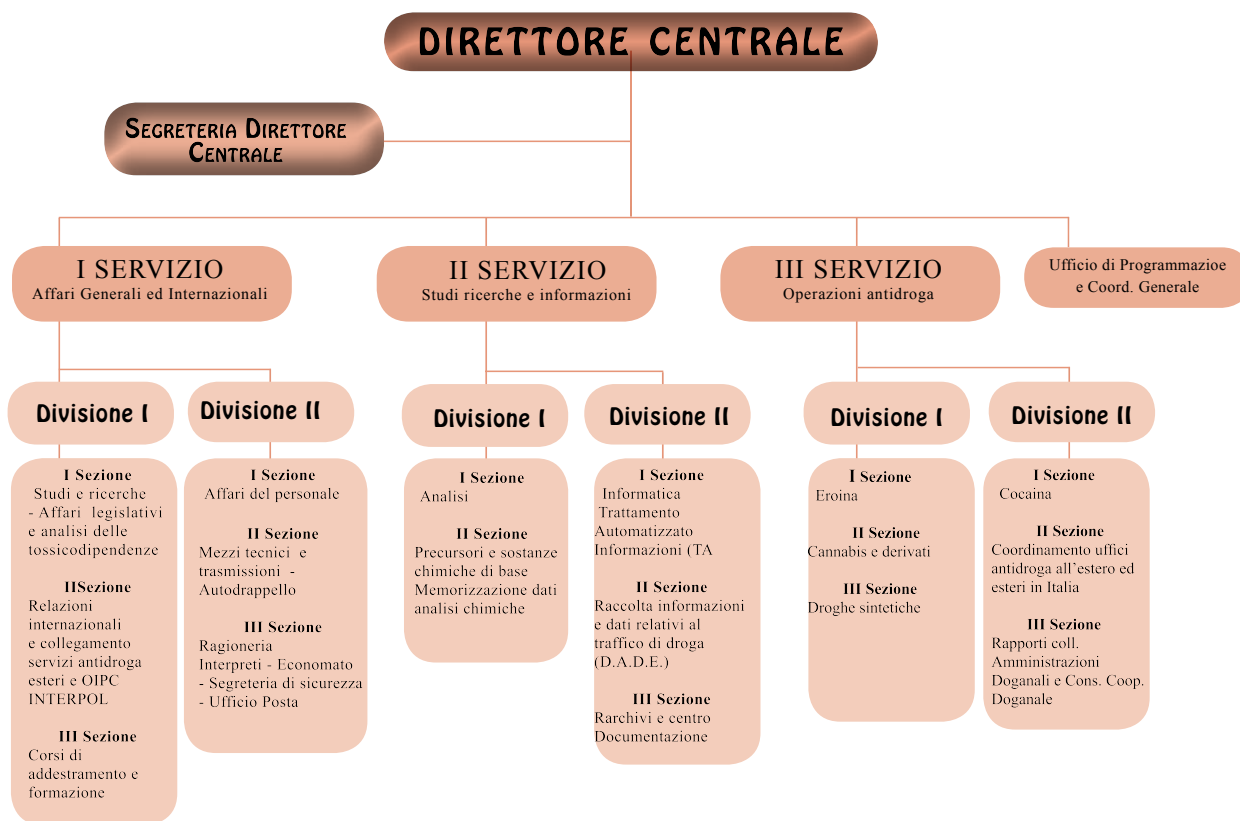 DIRETTORE CENTRALE
SEGRETERIA DIRETTORE
CENTRALE
I SERVIZIO
Affari Generali ed Internazionali
II SERVIZIO
Studi ricerche e informazioni
III SERVIZIO
Operazioni antidroga
Ufficio di Programmazioe
e Coord. Generale
Divisione I
I Sezione
Studi e ricerche
- Affari legislativi
e analisi delle
tossicodipendenze
IISezione
Relazioni
internazionali
e collegamento
servizi antidroga
esteri e OIPC
INTERPOL
III Sezione
Corsi di
addestramento e
formazione
Divisione II
I Sezione
Affari del personale
II Sezione
Mezzi tecnici e
trasmissioni -
Autodrappello
III Sezione
Ragioneria
Interpreti - Economato
- Segreteria di sicurezza
- Ufficio Posta
Divisione I
I Sezione
Analisi
II Sezione
Precursori e sostanze
chimiche di base
Memorizzazione dati
analisi chimiche
Divisione II
I Sezione
Informatica
Trattamento
Automatizzato
Informazioni (TA
II Sezione
Raccolta informazioni
e dati relativi al
traffico di droga
(D.A.D.E.)
III Sezione
Rarchivi e centro
Documentazione
Divisione I
I Sezione
Eroina
II Sezione
Cannabis e derivati
III Sezione
Droghe sintetiche
Divisione II
I Sezione
Cocaina
II Sezione
Coordinamento uffici
antidroga all'estero ed
esteri in Italia
III Sezione
Rapporti coll.
Amministrazioni
Doganali e Cons. Coop.
Doganale